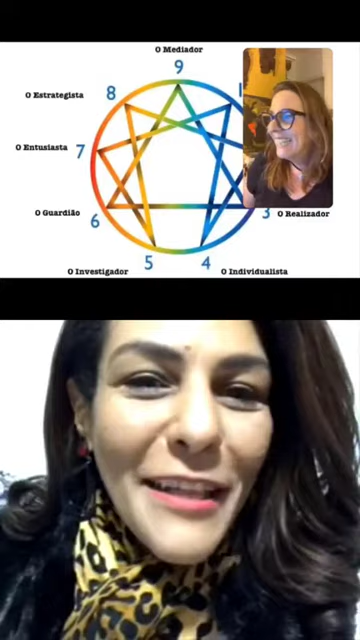 O Mediador
9
O Estrategista
8
1
O Entusiasta
7
O Guardião
6
3
O Realizador
5
4
O Investigador
O Individualista